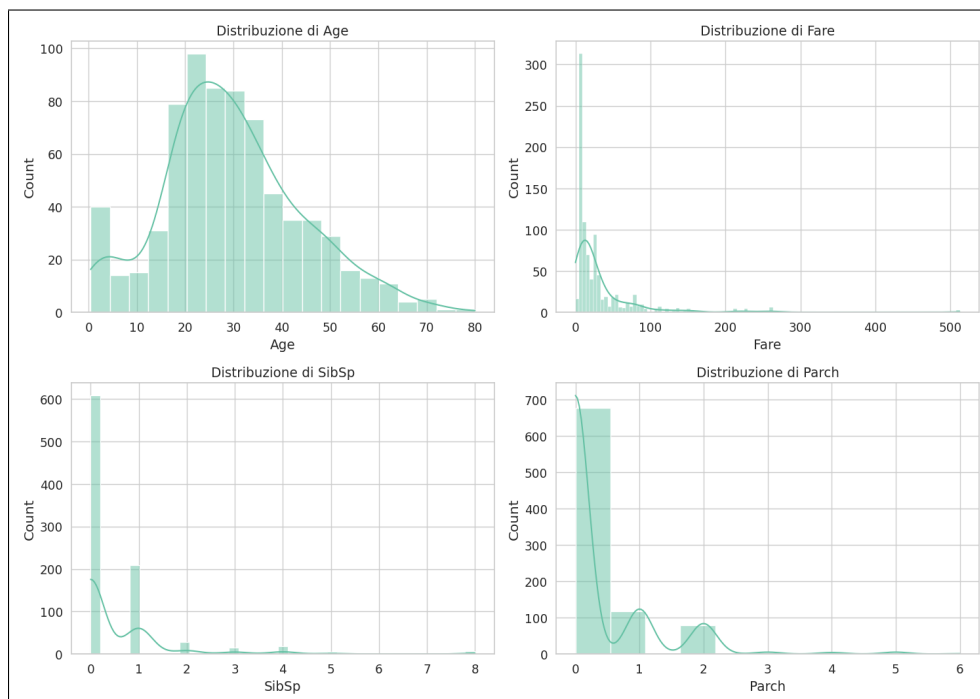 Distribuzione di Age
100
80
60
40
20
0
Count
0 10 20 30 40 50 60 70 80
Age
Distribuzione di Fare
300
250
200
150
100
50
0
Count
0 100 200 300 400 500
Fare
Distribuzione di SibSp
600
500
400
300
200
100
0
Count
0 1 2 3 4 5 6 7 8
SibSp
Distribuzione di Parch
700
600
500
400
300
200
100
0
Count
0 1 2 3 4 5 6
Parch